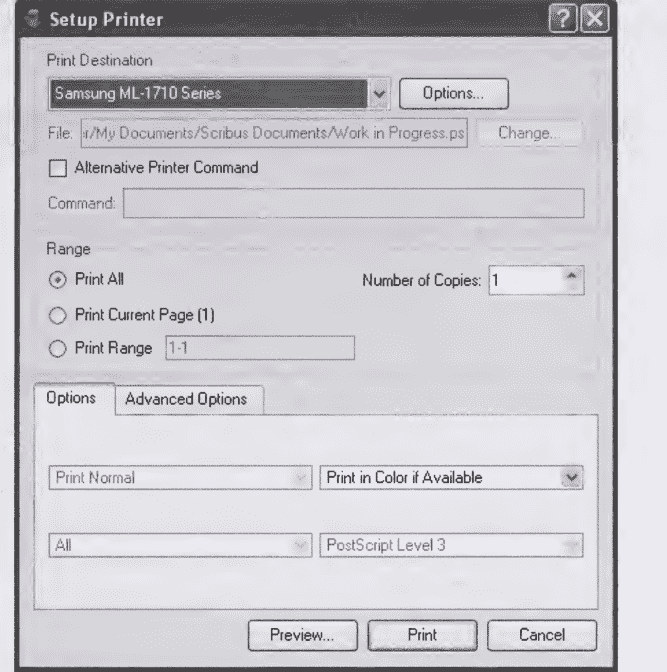 Setup Printer
Print Destination
Samsung ML-1710 Series
Options...
File: r/My Documents/Scribus Documents/Work in Progress.ps
Change...
Alternative Printer Command
Command:
Range
Print All
Number of Copies: 1
Print Current Page (1)
Print Range 1-1
Options
Advanced Options
Print Normal
Print in Color if Available
All
PostScript Level 3
Preview...
Print
Cancel